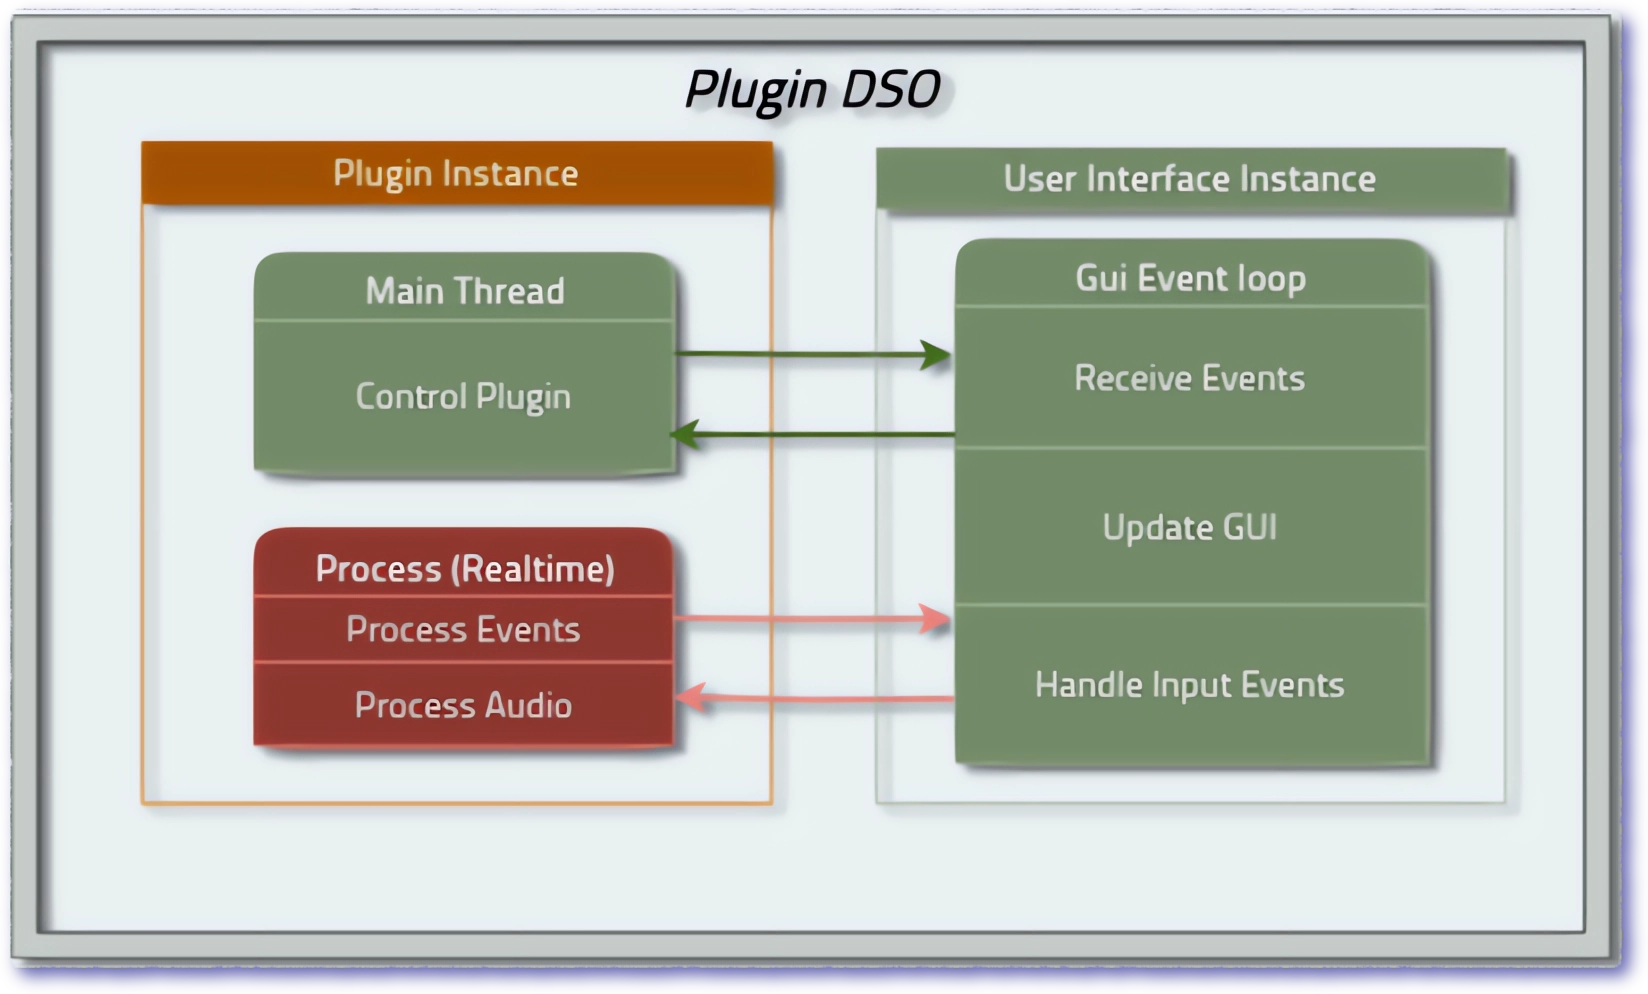 Plugin DSO
Plugin Instance
Main Thread
Control Plugin
Process (Realtime)
Process Events
Process Audio
User Interface Instance
Gui Event loop
Receive Events
Update GUI
Handle Input Events